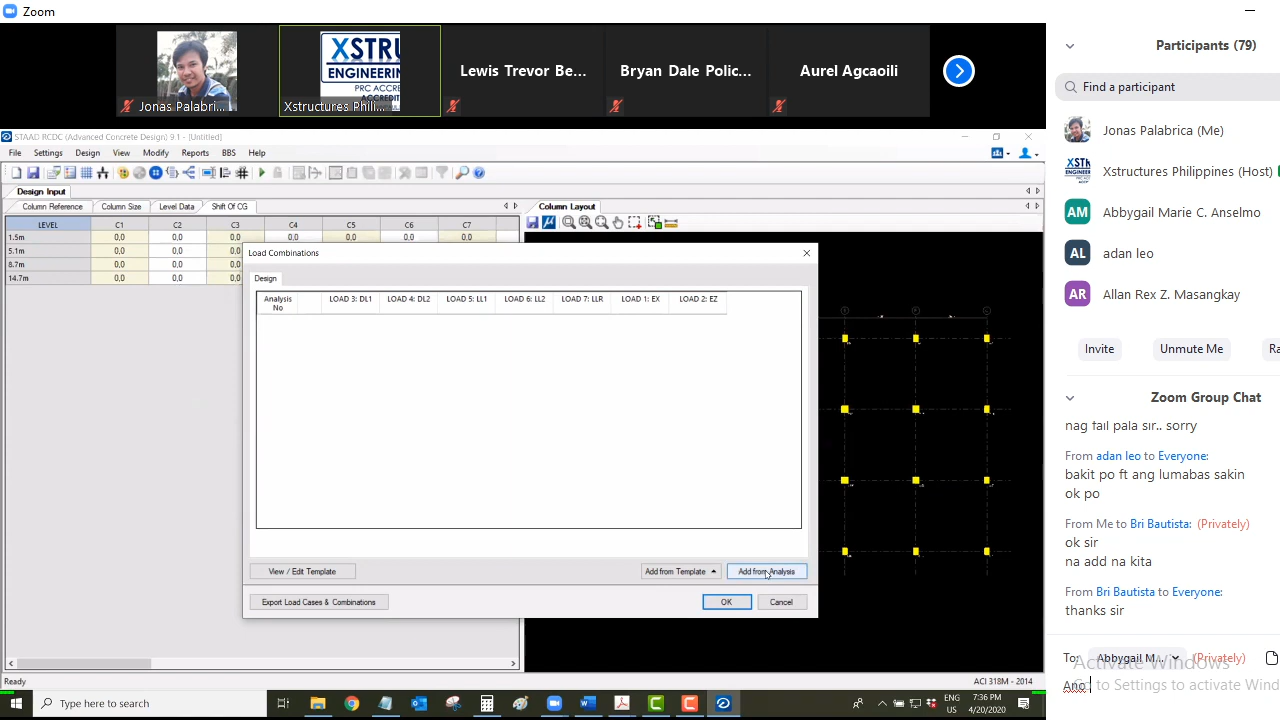 Zoom
Participants (79)
XSTRU
ENGINEERIN
PRC ACCRE
ACCREDITE
Jonas Palabri...
Xstructures Phili...
Lewis Trevor Be...
Bryan Dale Polic...
Aurel Agcaoili
Find a participant
Jonas Palabrica (Me)
Xstructures Philippines (Host)
AM Abbygail Marie C. Anselmo
AL adan leo
AR Allan Rex Z. Masangkay
Invite Unmute Me Ra
STAAD RCDC (Advanced Concrete Design) 9.1 - [Untitled]
File Settings Design View Modify Reports BBS Help
Design Input
Column Reference Column Size Level Data Shift Of CG
Column Layout
LEVEL C1 C2 C3 C4 C5 C6 C7
1.5m 0,0 0,0 0,0 0,0 0,0 0,0 0,0
5.1m 0,0 0,0 0,0
8.7m 0,0 0,0 0,0
14.7m 0,0 0,0 0,0
Load Combinations
Design
Analysis No LOAD 3: DL1 LOAD 4: DL2 LOAD 5: LL1 LOAD 6: LL2 LOAD 7: LLR LOAD 1: EX LOAD 2: EZ
View / Edit Template Add from Template Add from Analysis
Export Load Cases & Combinations OK Cancel
Zoom Group Chat
nag fail pala sir.. sorry
From adan leo to Everyone:
bakit po ft ang lumabas sakin
ok po
From Me to Bri Bautista: (Privately)
ok sir
na add na kita
From Bri Bautista to Everyone:
thanks sir
To: Abbygail M... (Privately)
Activate Windows
Ang
to Settings to activate Wind
Ready
ACI 318M - 2014
Type here to search
ENG
US
7:36 PM
4/20/2020